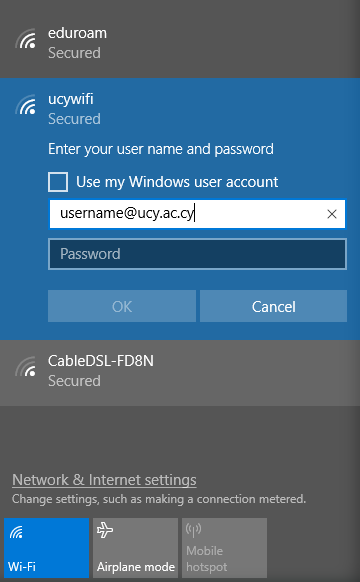 eduroam
Secured
ucywifi
Secured
Enter your user name and password
Use my Windows user account
username@ucy.ac.cy
Password
OK Cancel
CableDSL-FD8N
Secured
Network & Internet settings
Change settings, such as making a connection metered.
Wi-Fi Airplane mode Mobile
hotspot